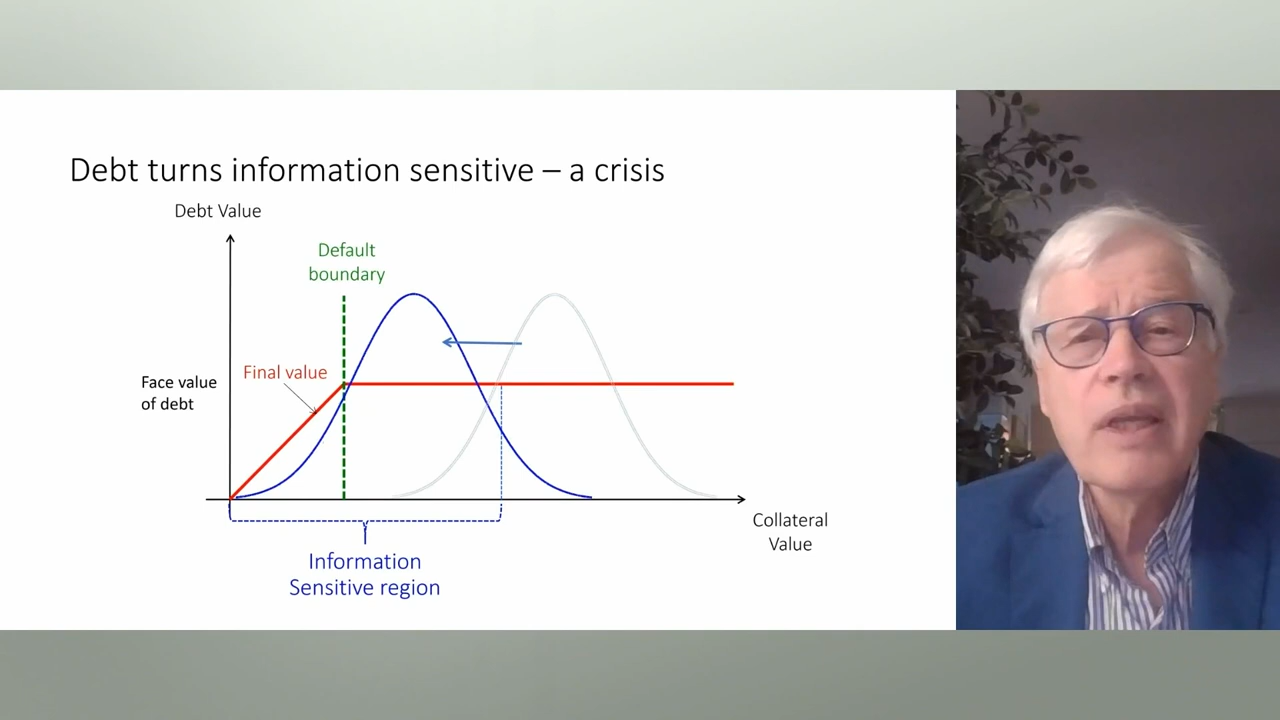 Debt turns information sensitive – a crisis
Debt Value
Default
boundary
Final value
Face value
of debt
Collateral
Value
Information
Sensitive region